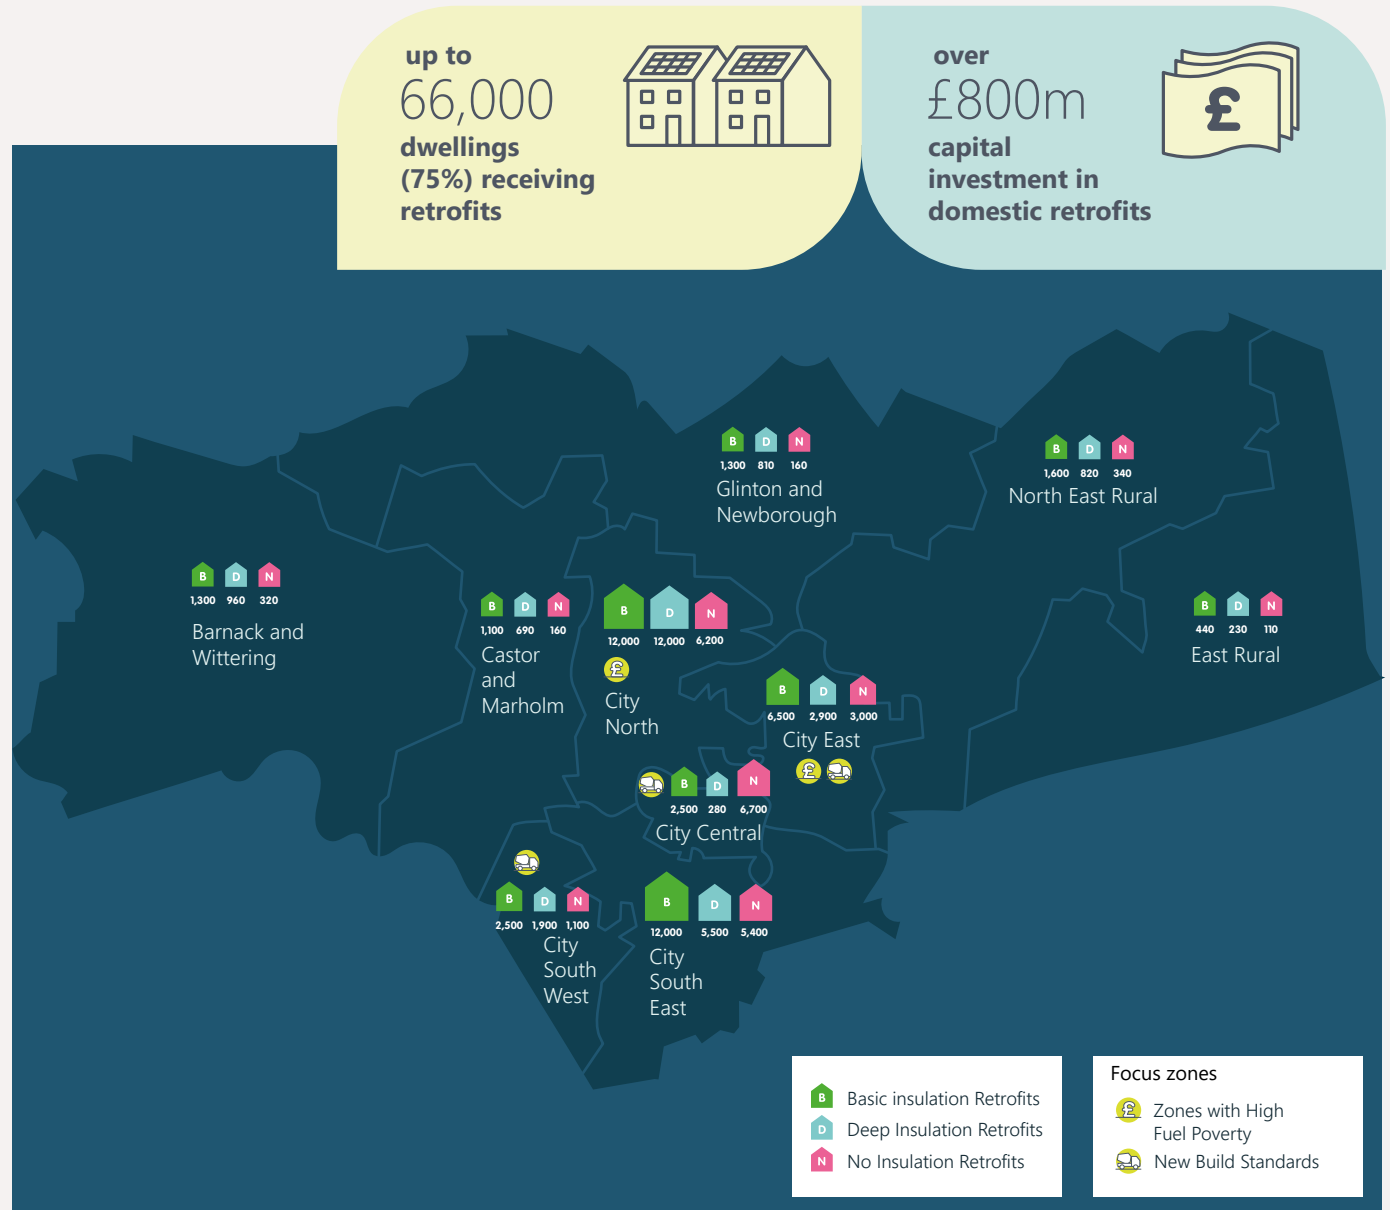 up to
66,000
dwellings
(75%) receiving
retrofits
over
£800m
capital
investment in
domestic retrofits
£
B D N
1,300 810 160
Glinton and
Newborough
B D N
1,600 820 340
North East Rural
B D N
1,300 960 320
Barnack and
Wittering
B D N
1,100 690 160
Castor
and
Marholm
B D N
12,000 12,000 6,200
£
City
North
B D N
440 230 110
East Rural
B D N
6,500 2,900 3,000
City East
£
B D N
2,500 280 6,700
City Central
B D N
2,500 1,900 1,100
City
South
West
B D N
12,000 5,500 5,400
City
South
East
B Basic insulation Retrofits
D Deep Insulation Retrofits
N No Insulation Retrofits
Focus zones
£ Zones with High
Fuel Poverty
New Build Standards